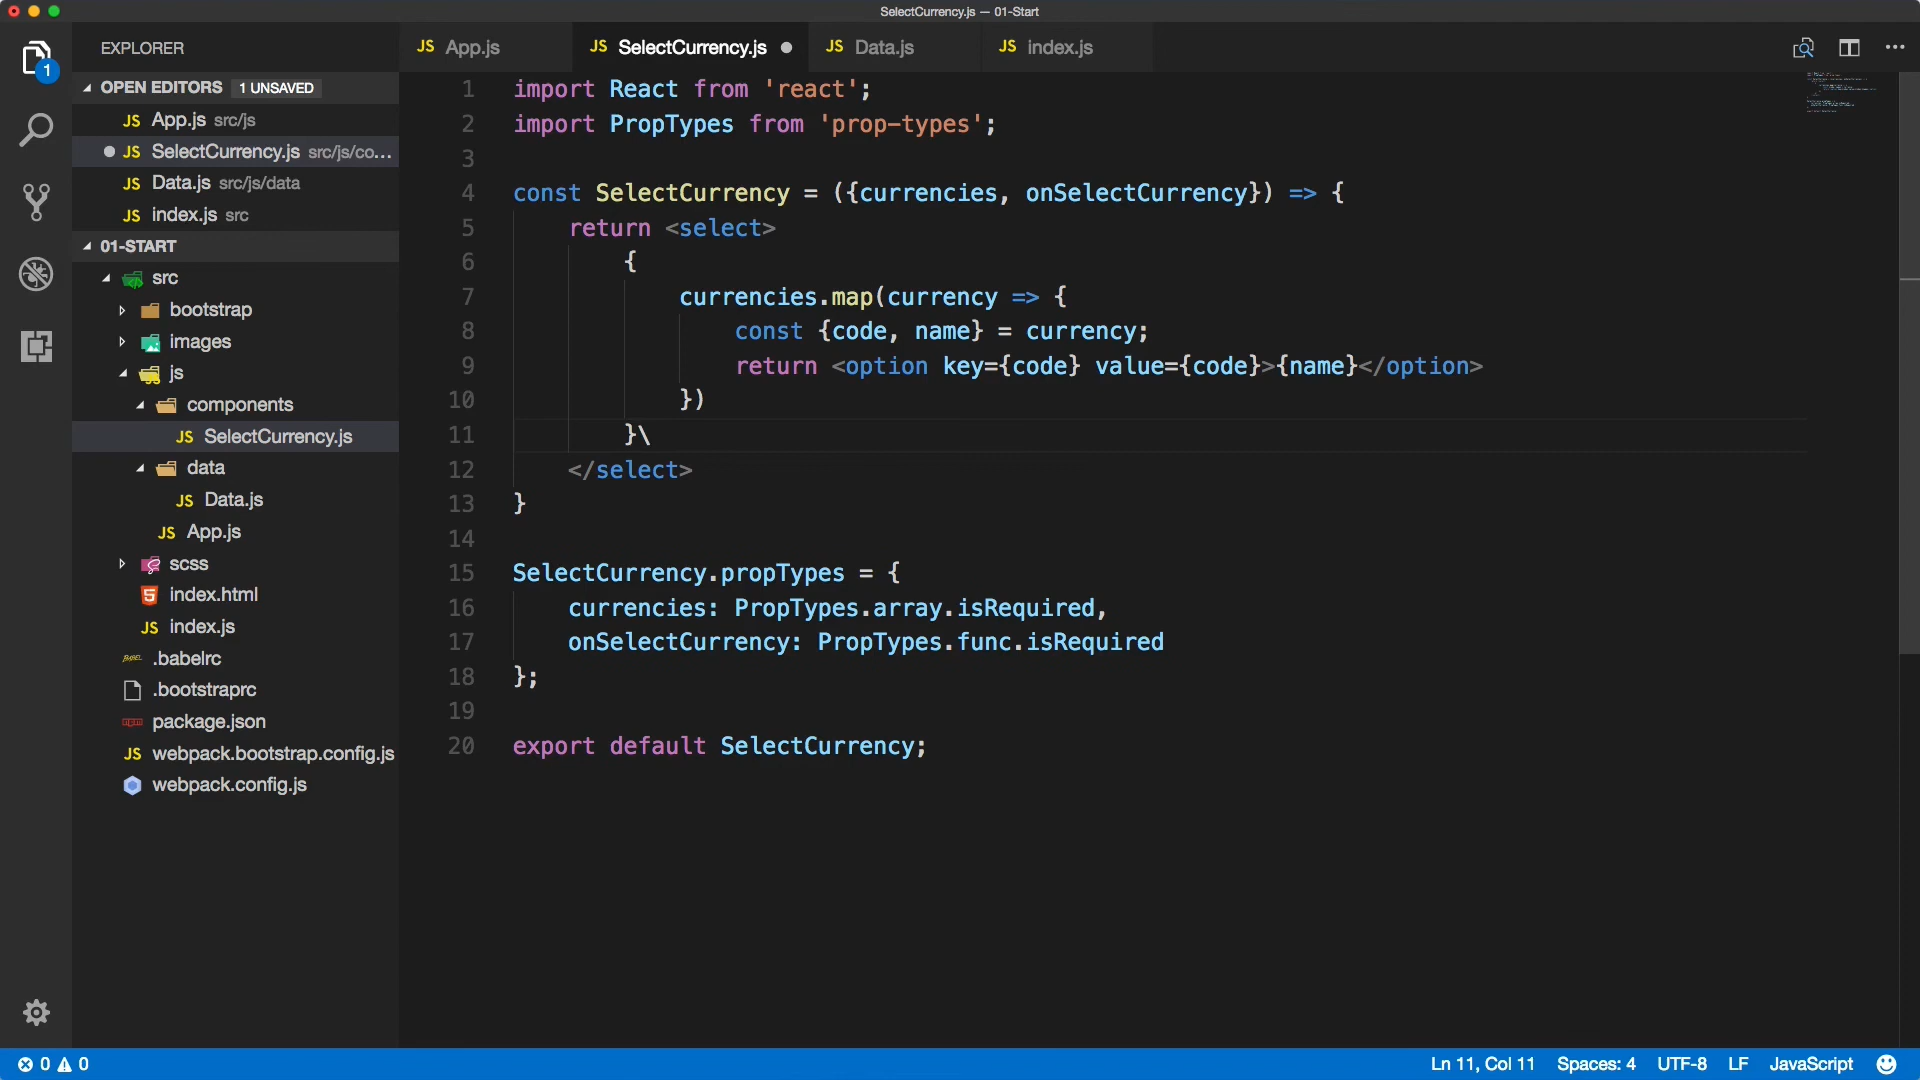 SelectCurrency.js — 01-Start
EXPLORER
OPEN EDITORS 1 UNSAVED
JS App.js src/js
JS SelectCurrency.js src/js/co...
JS Data.js src/js/data
JS index.js src
01-START
src
bootstrap
images
js
components
JS SelectCurrency.js
data
JS Data.js
JS App.js
scss
index.html
JS index.js
.babelrc
.bootstraprc
package.json
JS webpack.bootstrap.config.js
webpack.config.js
1
JS App.js
JS SelectCurrency.js
JS Data.js
JS index.js
1 import React from 'react';
2 import PropTypes from 'prop-types';
3
4 const SelectCurrency = ({currencies, onSelectCurrency}) => {
5 return <select>
6 {
7 currencies.map(currency => {
8 const {code, name} = currency;
9 return <option key={code} value={code}>{name}</option>
10 })
11 }\
12 </select>
13 }
14
15 SelectCurrency.propTypes = {
16 currencies: PropTypes.array.isRequired,
17 onSelectCurrency: PropTypes.func.isRequired
18 };
19
20 export default SelectCurrency;
0 0
Ln 11, Col 11 Spaces: 4 UTF-8 LF JavaScript